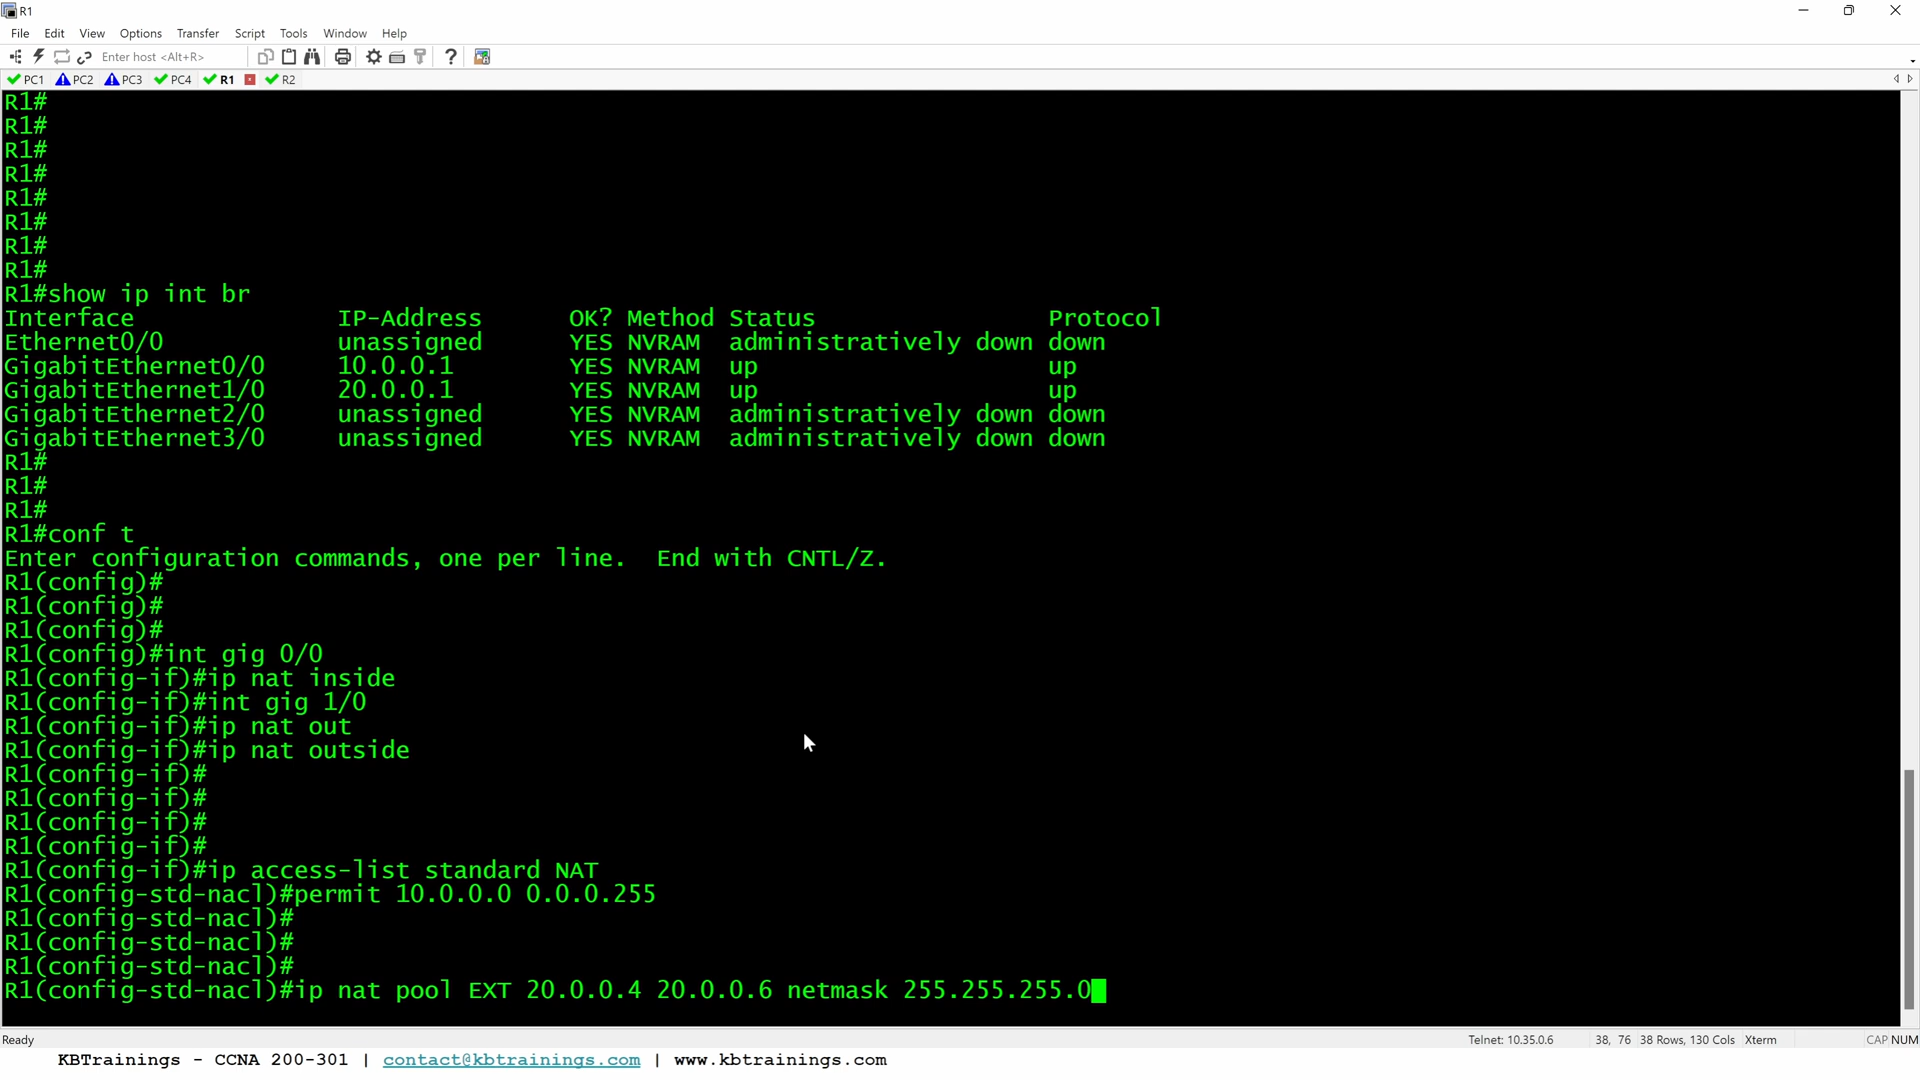 R1
File Edit View Options Transfer Script Tools Window Help
Enter host <Alt+R>
PC1 PC2 PC3 PC4 R1 R2
R1#
R1#
R1#
R1#
R1#
R1#
R1#
R1#
R1#show ip int br
Interface IP-Address OK? Method Status Protocol
Ethernet0/0 unassigned YES NVRAM administratively down down
GigabitEthernet0/0 10.0.0.1 YES NVRAM up up
GigabitEthernet1/0 20.0.0.1 YES NVRAM up up
GigabitEthernet2/0 unassigned YES NVRAM administratively down down
GigabitEthernet3/0 unassigned YES NVRAM administratively down down
R1#
R1#
R1#
R1#conf t
Enter configuration commands, one per line. End with CNTL/Z.
R1(config)#
R1(config)#
R1(config)#
R1(config)#int gig 0/0
R1(config-if)#ip nat inside
R1(config-if)#int gig 1/0
R1(config-if)#ip nat out
R1(config-if)#ip nat outside
R1(config-if)#
R1(config-if)#
R1(config-if)#
R1(config-if)#
R1(config-if)#ip access-list standard NAT
R1(config-std-nacl)#permit 10.0.0.0 0.0.0.255
R1(config-std-nacl)#
R1(config-std-nacl)#
R1(config-std-nacl)#
R1(config-std-nacl)#ip nat pool EXT 20.0.0.4 20.0.0.6 netmask 255.255.255.0
Ready Telnet: 10.35.0.6 38, 76 38 Rows, 130 Cols Xterm CAP NUM
KBTrainings - CCNA 200-301 | contact@kbtrainings.com | www.kbtrainings.com